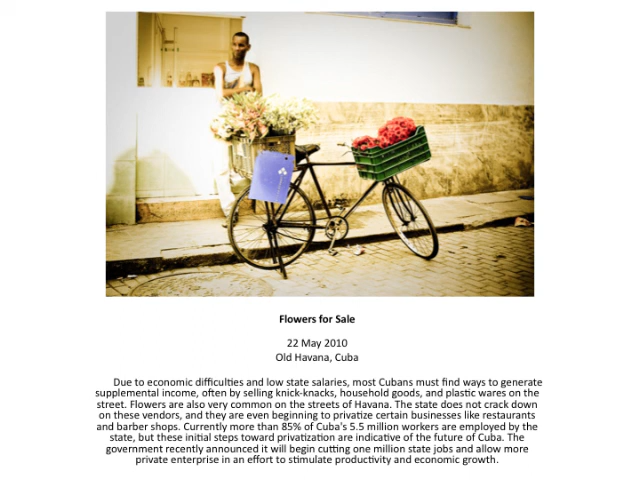 Flowers for Sale
22 May 2010
Old Havana, Cuba
Due to economic difficulties and low state salaries, most Cubans must find ways to generate
supplemental income, often by selling knick-knacks, household goods, and plastic wares on the
street. Flowers are also very common on the streets of Havana. The state does not crack down
on these vendors, and they are even beginning to privatize certain businesses like restaurants
and barber shops. Currently more than 85% of Cuba's 5.5 million workers are employed by the
state, but these initial steps toward privatization are indicative of the future of Cuba. The
government recently announced it will begin cutting one million state jobs and allow more
private enterprise in an effort to stimulate productivity and economic growth.